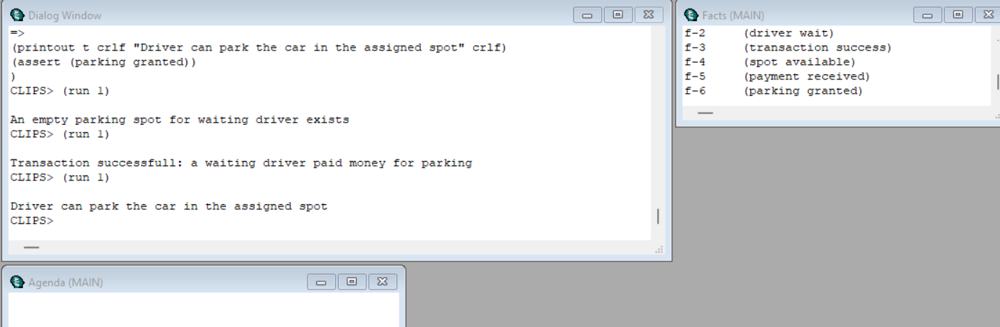 Dialog Window
=>
(printout t crlf "Driver can park the car in the assigned spot" crlf)
(assert (parking granted))
)
CLIPS> (run 1)
An empty parking spot for waiting driver exists
CLIPS> (run 1)
Transaction successfull: a waiting driver paid money for parking
CLIPS> (run 1)
Driver can park the car in the assigned spot
CLIPS>
Facts (MAIN)
f-2 (driver wait)
f-3 (transaction success)
f-4 (spot available)
f-5 (payment received)
f-6 (parking granted)
Agenda (MAIN)